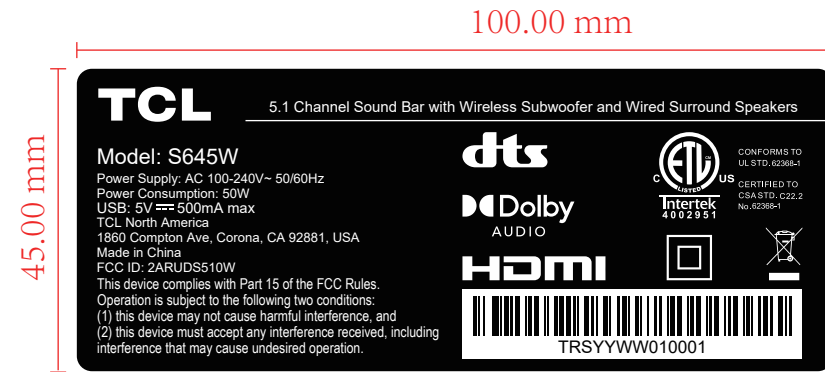 100.00 mm
45.00 mm
TCL
5.1 Channel Sound Bar with Wireless Subwoofer and Wired Surround Speakers
Model: S645W
Power Supply: AC 100-240V~ 50/60Hz
Power Consumption: 50W
USB: 5V⎓500mA max
TCL North America
1860 Compton Ave, Corona, CA 92881, USA
Made in China
FCC ID: 2ARUDS510W
This device complies with Part 15 of the FCC Rules.
Operation is subject to the following two conditions:
(1) this device may not cause harmful interference, and
(2) this device must accept any interference received, including
interference that may cause undesired operation.
dts
Dolby
AUDIO
HDMI
ETL
CM
LISTED
C US
Intertek
4002951
CONFORMS TO
UL STD. 62368-1
CERTIFIED TO
CSA STD. C22.2
No. 62368-1
TRSYYWW010001